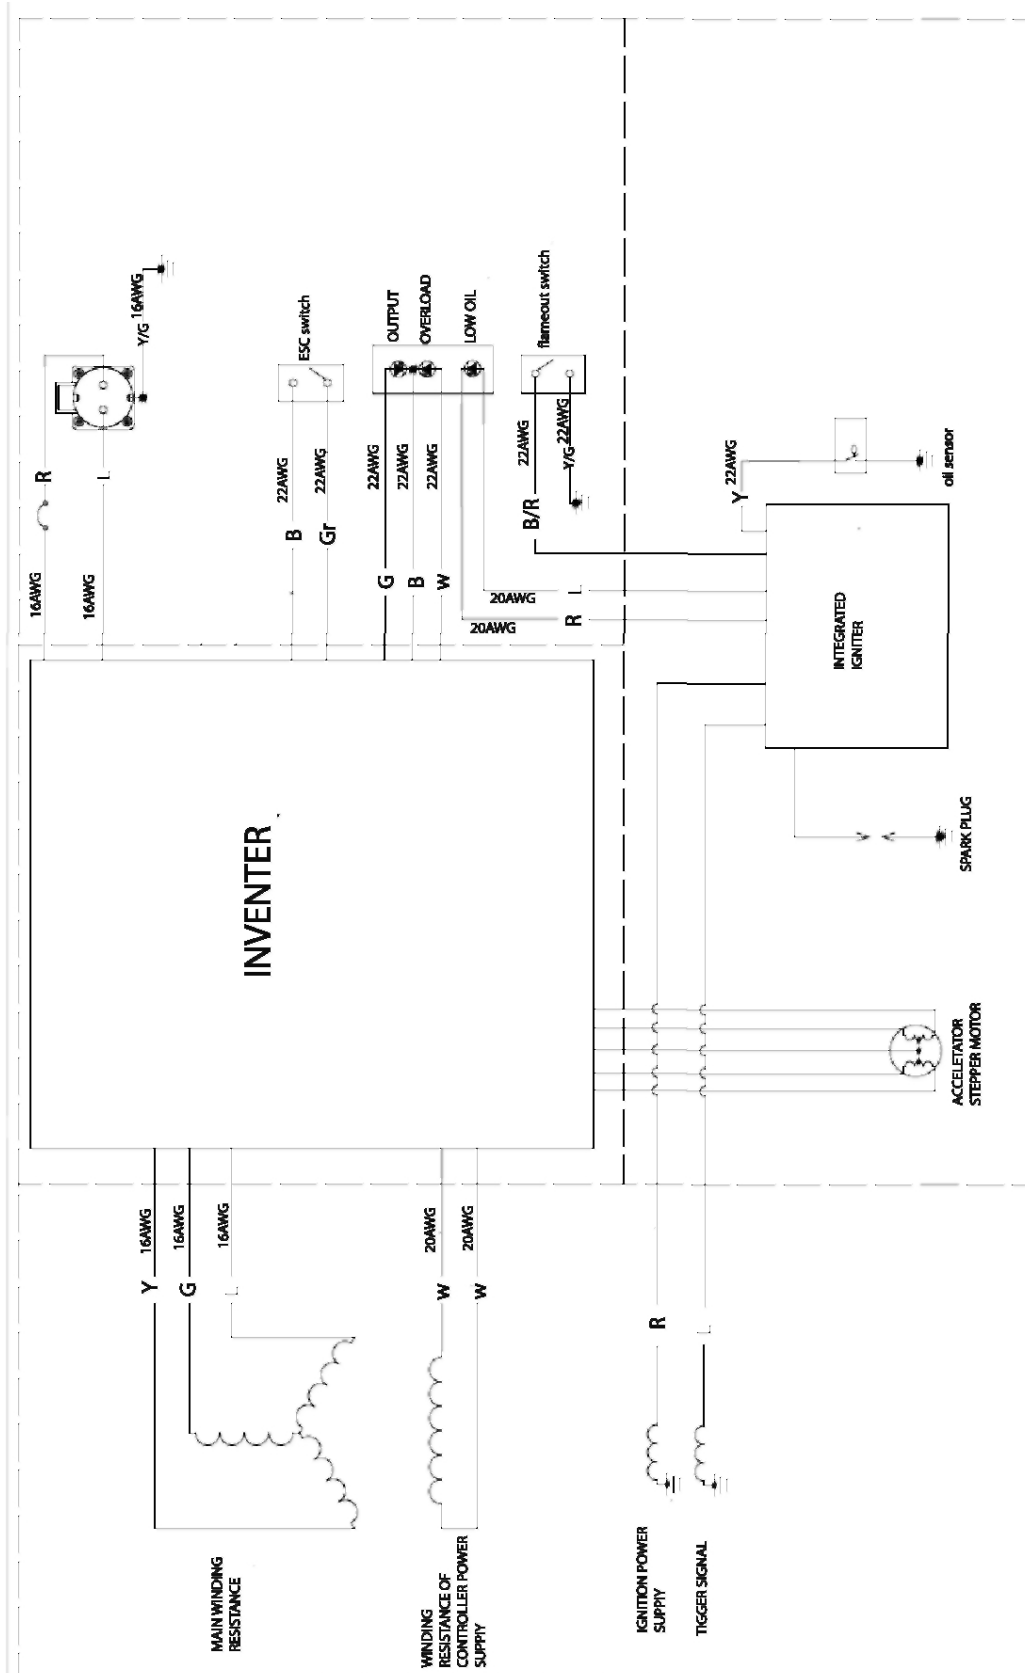 MAIN WINDING
RESISTANCE
WINDING
RESISTANCE OF
CONTROLLER POWER
SUPPIY
IGNITION POWER
SUPPIY
TIGGER SIGNAL
Y
16AWG
G
16AWG
L
16AWG
W
20AWG
W
20AWG
R
L
INVENTER
ACCELETATOR
STEPPER MOTOR
SPARK PLUG
INTEGRATED
IGNITER
16AWG
R
16AWG
L
Y/G
16AWG
B
22AWG
Gr
22AWG
ESC switch
G
22AWG
B
22AWG
W
22AWG
OUTPUT
OVERLOAD
LOW OIL
20AWG
R
20AWG
L
B/R
22AWG
Y/G
22AWG
flameout switch
Y
22AWG
oil sensor